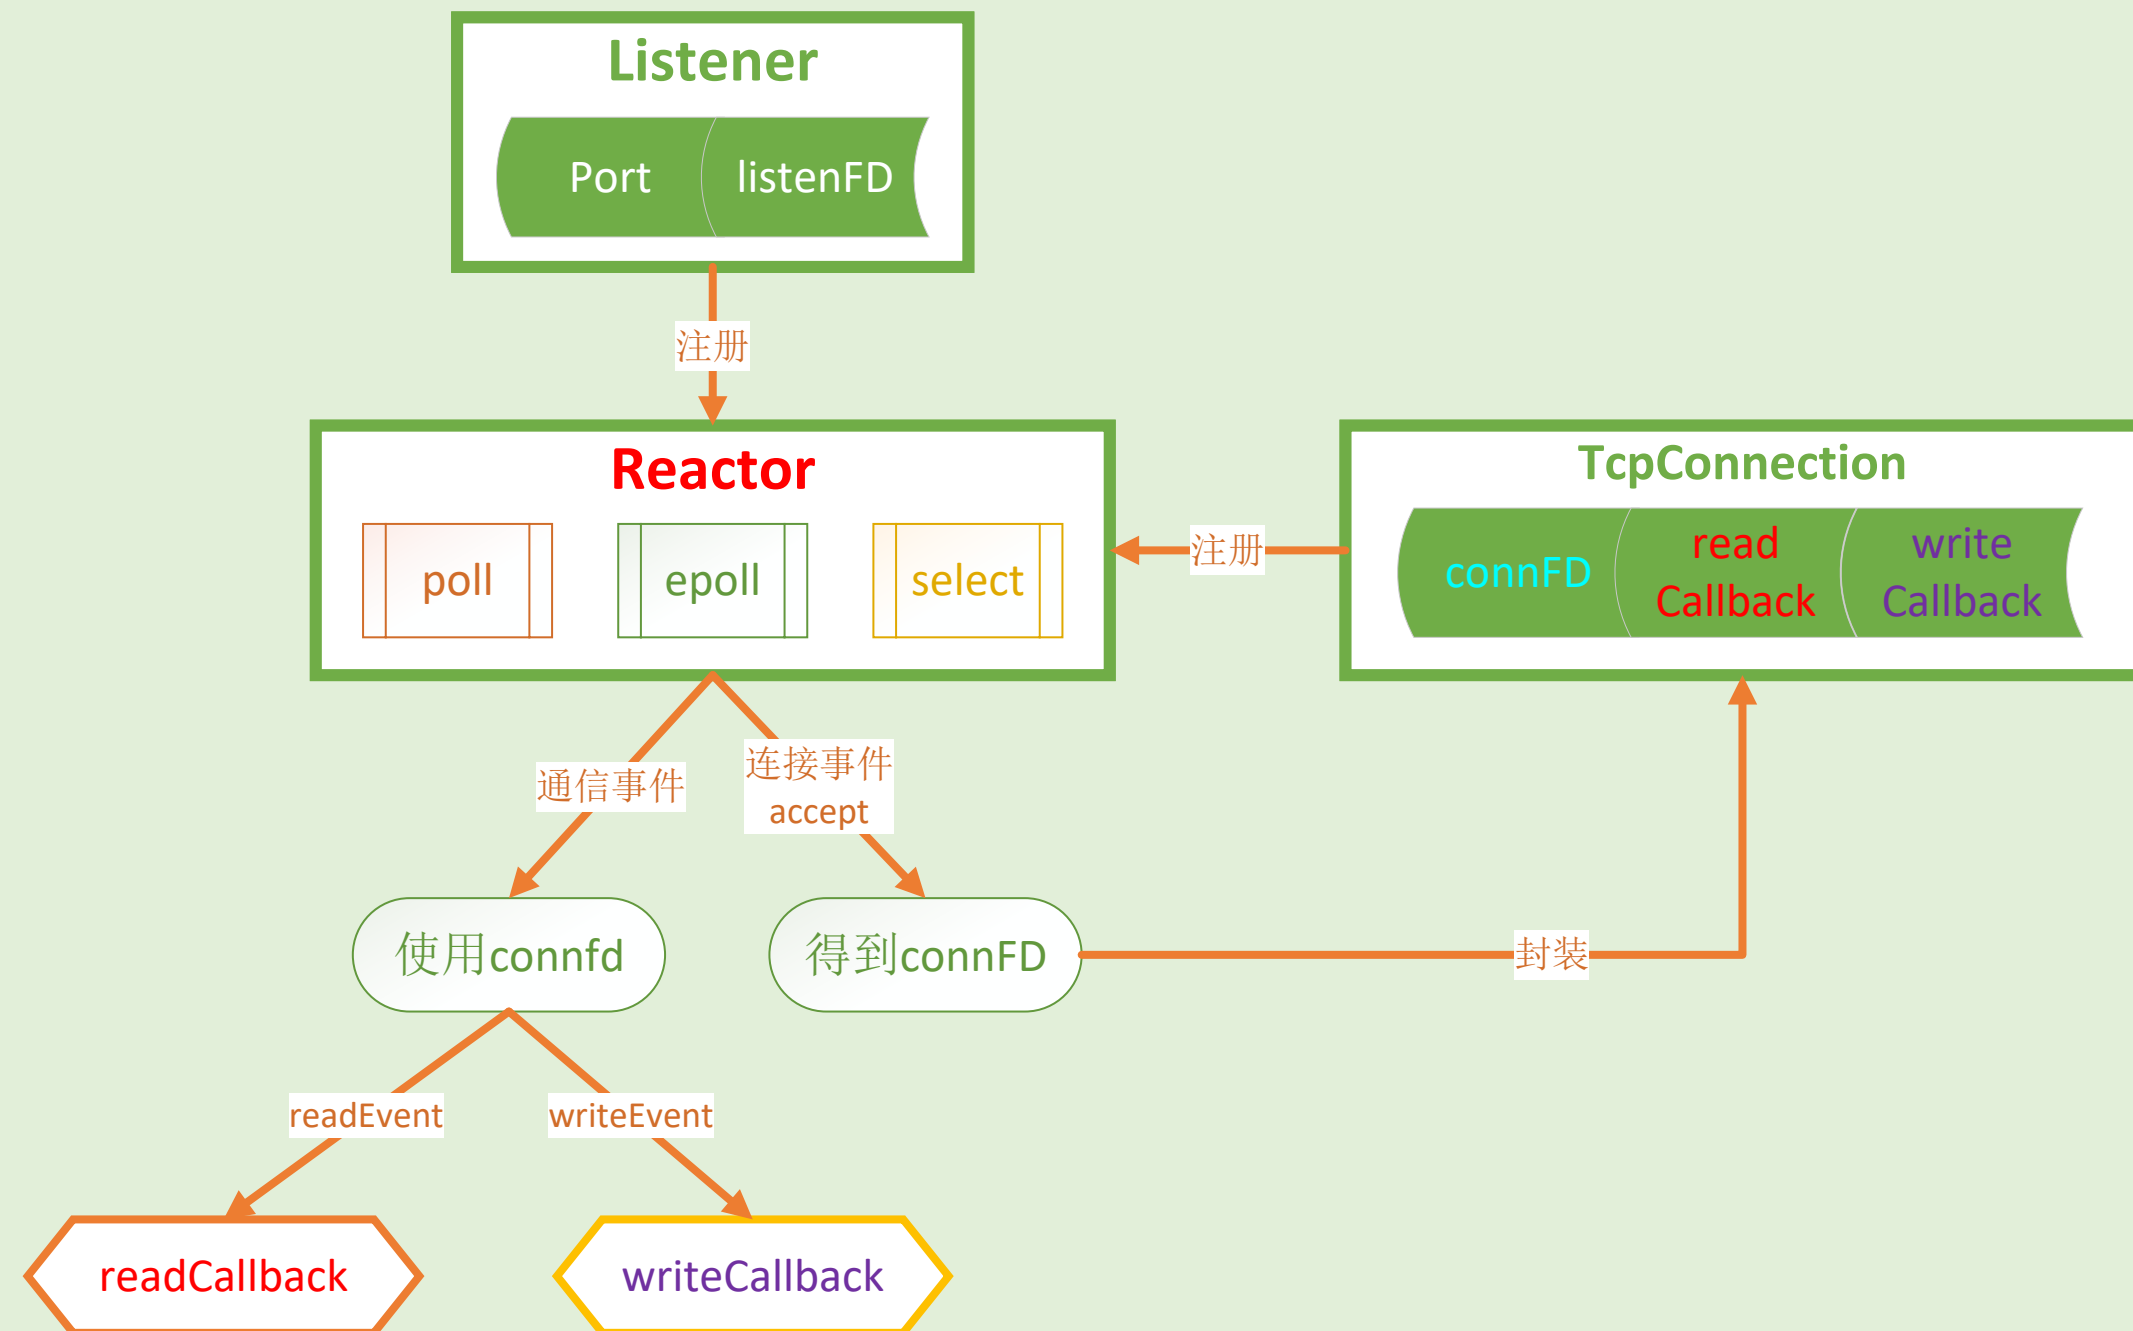 Listener
Port
listenFD
注册
Reactor
poll
epoll
select
注册
TcpConnection
connFD
read
Callback
write
Callback
通信事件
连接事件
accept
使用connfd
得到connFD
封装
readEvent
writeEvent
readCallback
writeCallback